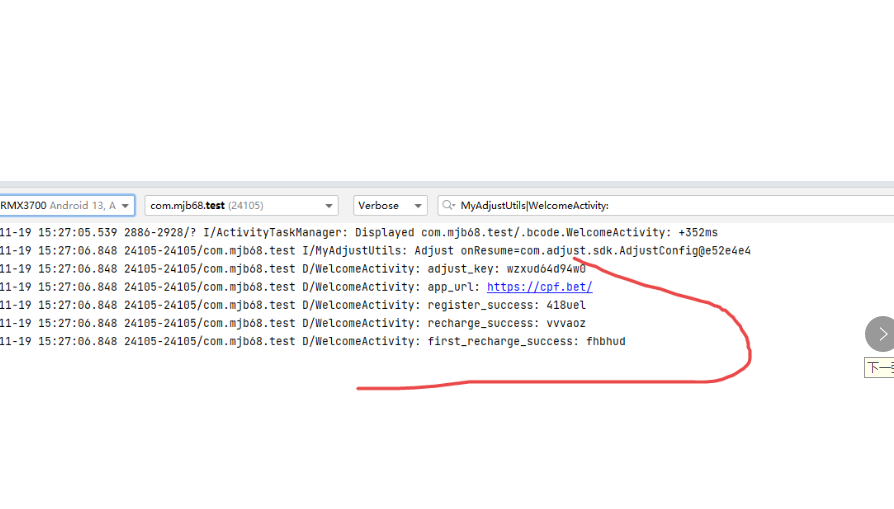 RMX3700 Android 13, A com.mjb68.test (24105) Verbose MyAdjustUtils|WelcomeActivity:
11-19 15:27:05.539 2886-2928/? I/ActivityTaskManager: Displayed com.mjb68.test/.bcode.WelcomeActivity: +352ms
11-19 15:27:06.848 24105-24105/com.mjb68.test I/MyAdjustUtils: Adjust onResume=com.adjust.sdk.AdjustConfig@e52e4e4
11-19 15:27:06.848 24105-24105/com.mjb68.test D/WelcomeActivity: adjust_key: wzxud64d94w0
11-19 15:27:06.848 24105-24105/com.mjb68.test D/WelcomeActivity: app_url: https://cpf.bet/
11-19 15:27:06.848 24105-24105/com.mjb68.test D/WelcomeActivity: register_success: 418uel
11-19 15:27:06.848 24105-24105/com.mjb68.test D/WelcomeActivity: recharge_success: vvvaoz
11-19 15:27:06.848 24105-24105/com.mjb68.test D/WelcomeActivity: first_recharge_success: fhbhud
下一